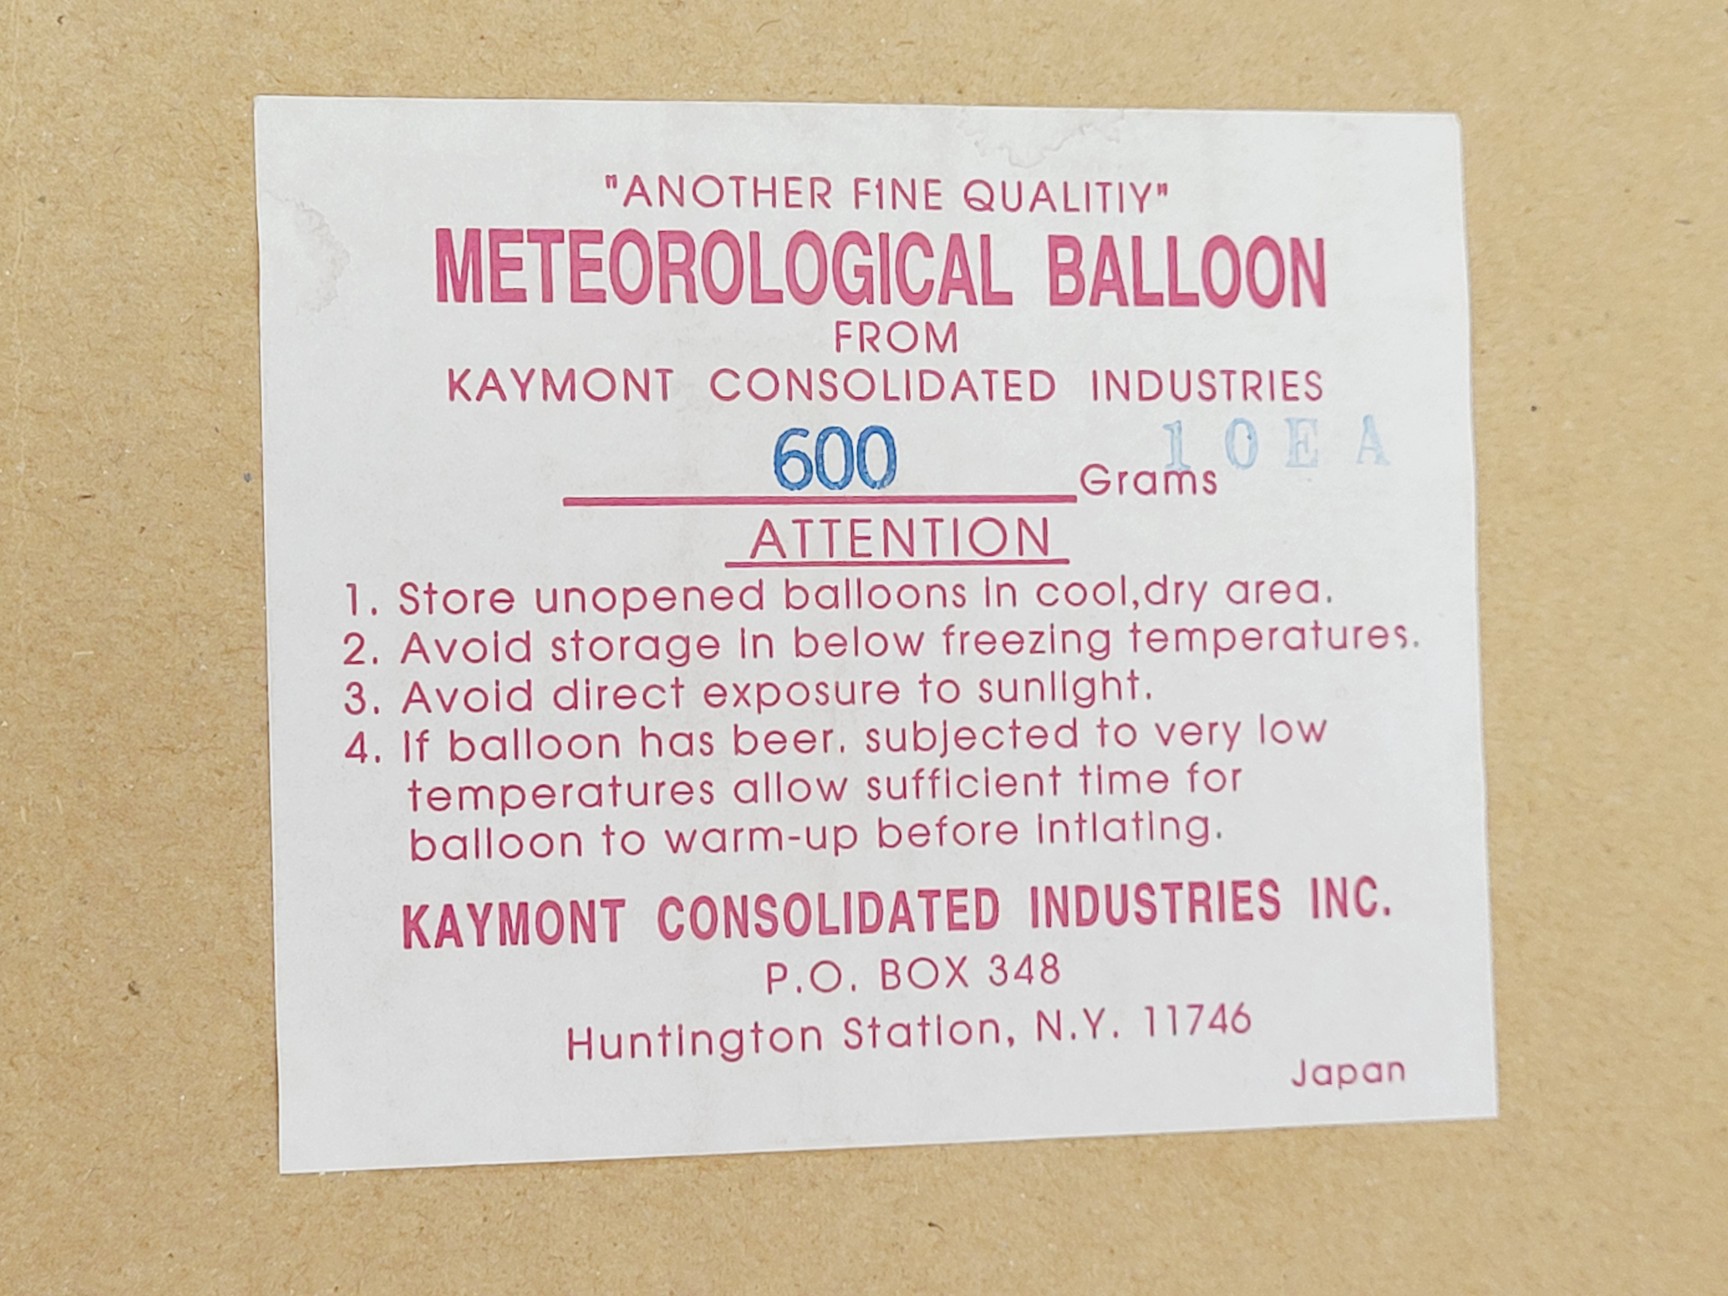 "ANOTHER FINE QUALITIY"
METEOROLOGICAL BALLOON
FROM
KAYMONT CONSOLIDATED INDUSTRIES
600 Grams 10EA
ATTENTION
1. Store unopened balloons in cool,dry area.
2. Avoid storage in below freezing temperatures.
3. Avoid direct exposure to sunlight.
4. If balloon has beer. subjected to very low
temperatures allow sufficient time for
balloon to warm-up before intlating.
KAYMONT CONSOLIDATED INDUSTRIES INC.
P.O. BOX 348
Huntington Station, N.Y. 11746
Japan